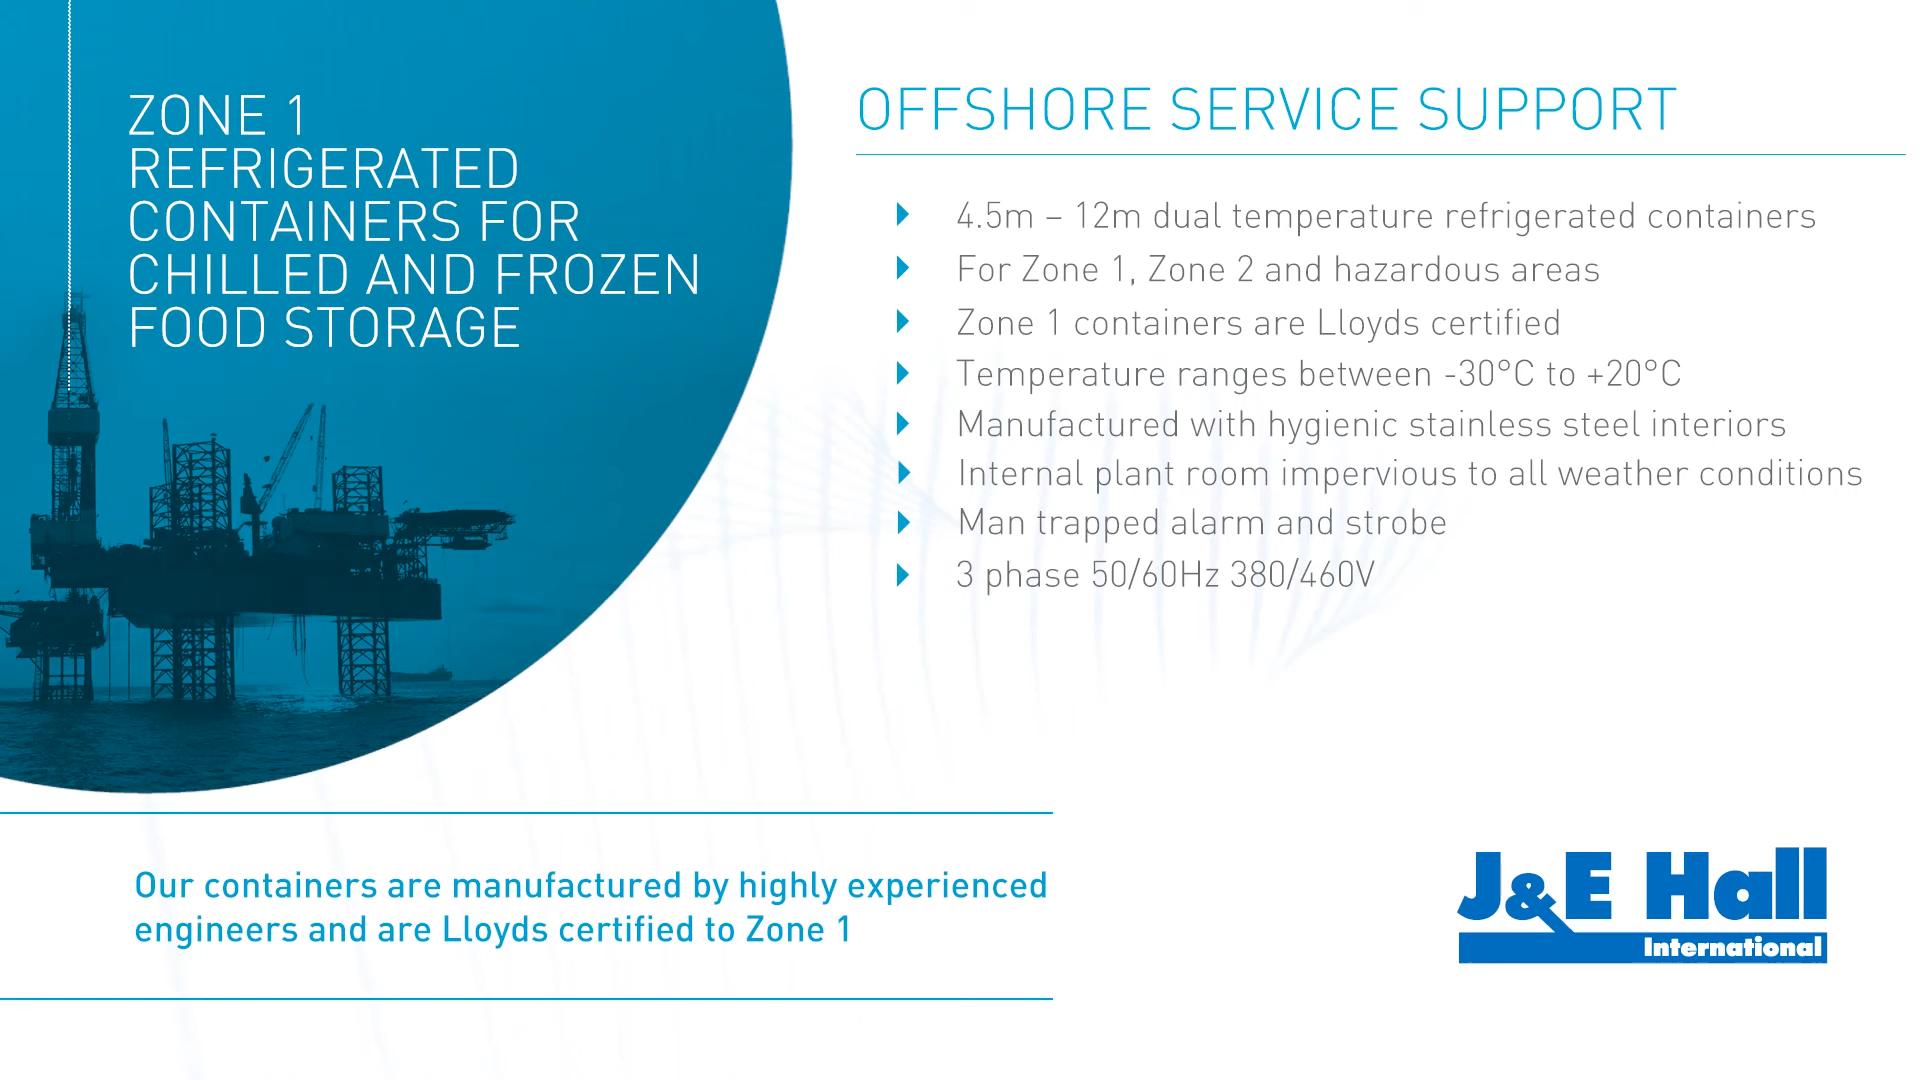 ZONE 1
REFRIGERATED
CONTAINERS FOR
CHILLED AND FROZEN
FOOD STORAGE
OFFSHORE SERVICE SUPPORT
4.5m – 12m dual temperature refrigerated containers
For Zone 1, Zone 2 and hazardous areas
Zone 1 containers are Lloyds certified
Temperature ranges between -30°C to +20°C
Manufactured with hygienic stainless steel interiors
Internal plant room impervious to all weather conditions
Man trapped alarm and strobe
3 phase 50/60Hz 380/460V
Our containers are manufactured by highly experienced
engineers and are Lloyds certified to Zone 1
J&E Hall
International